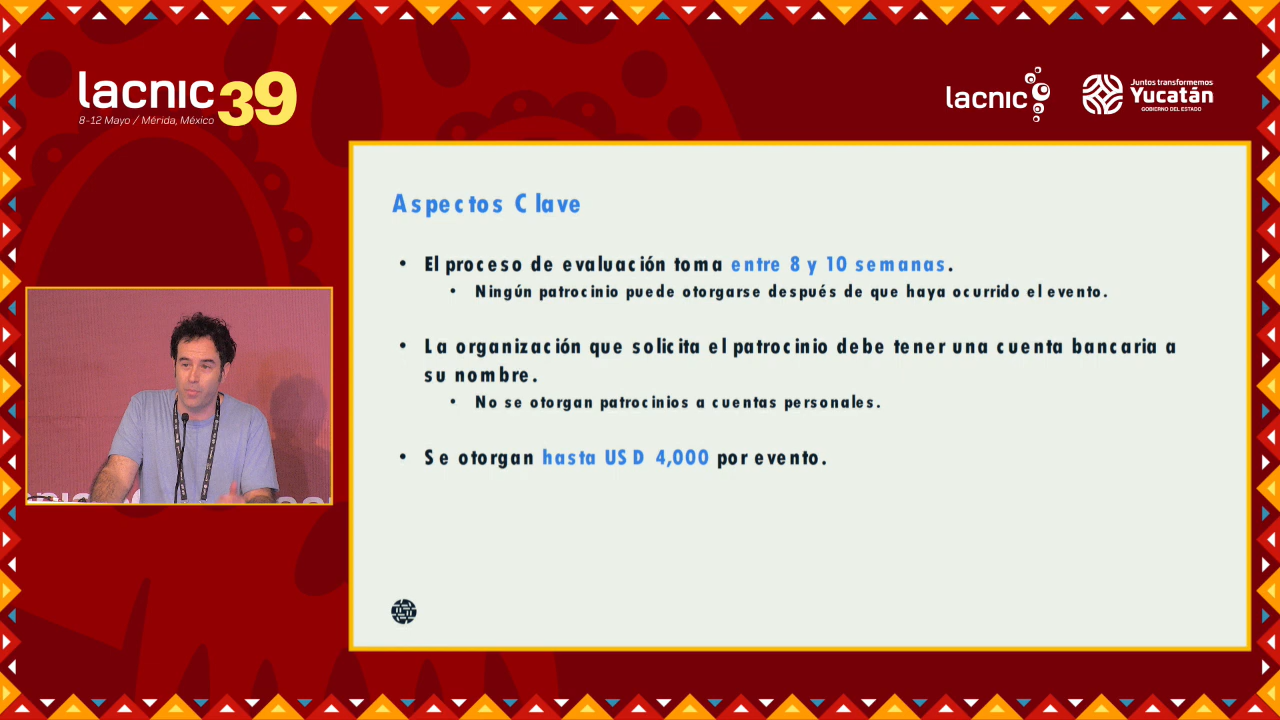 lacnic 39
8-12 Mayo / Mérida, México
lacnic
Juntos transformemos
Yucatán
GOBIERNO DEL ESTADO
Aspectos Clave
• El proceso de evaluación toma entre 8 y 10 semanas.
• Ningún patrocinio puede otorgarse después de que haya ocurrido el evento.
• La organización que solicita el patrocinio debe tener una cuenta bancaria a
su nombre.
• No se otorgan patrocinios a cuentas personales.
• Se otorgan hasta USD 4,000 por evento.